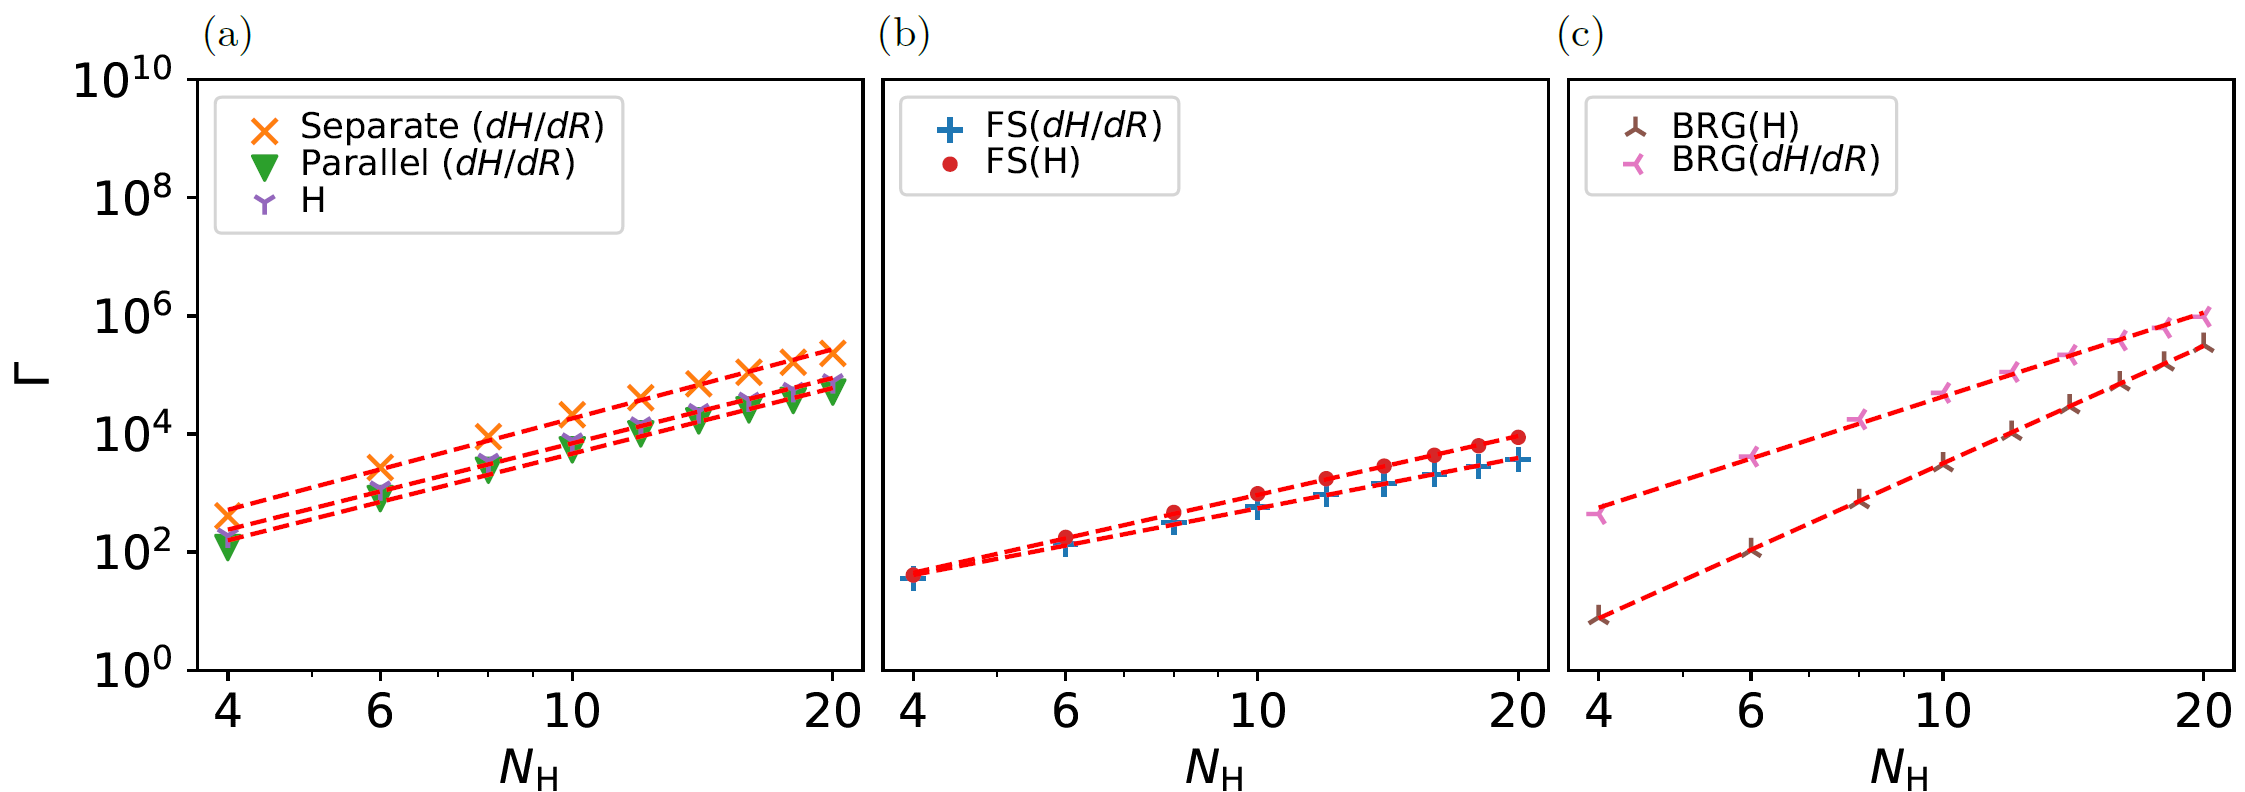 (a) (b) (c)
10^10
10^8
10^6
10^4
10^2
10^0
Γ
Separate (dH/dR)
Parallel (dH/dR)
H
FS(dH/dR)
FS(H)
BRG(H)
BRG(dH/dR)
4 6 10 20 4 6 10 20 4 6 10 20
N_H N_H N_H